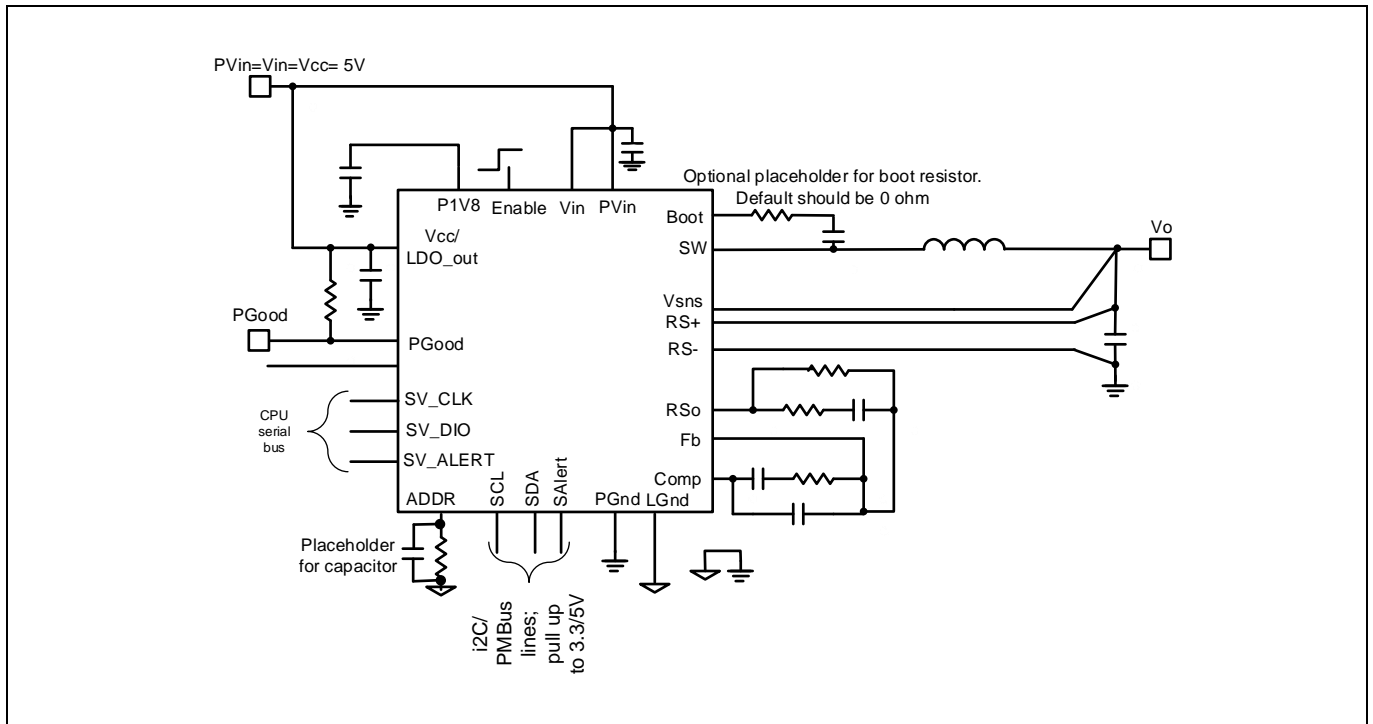 PVin=Vin=Vcc= 5V
Optional placeholder for boot resistor.
Default should be 0 ohm
P1V8
Enable
Vin
PVin
Boot
Vcc/
LDO_out
SW
Vo
Vsns
RS+
PGood
PGood
RS-
SV_CLK
CPU
serial
bus
SV_DIO
SV_ALERT
RSo
Fb
Comp
ADDR
SCL
SDA
SAlert
PGnd
LGnd
Placeholder
for capacitor
i2C/
PMBus
lines;
pull up
to 3.3/5V